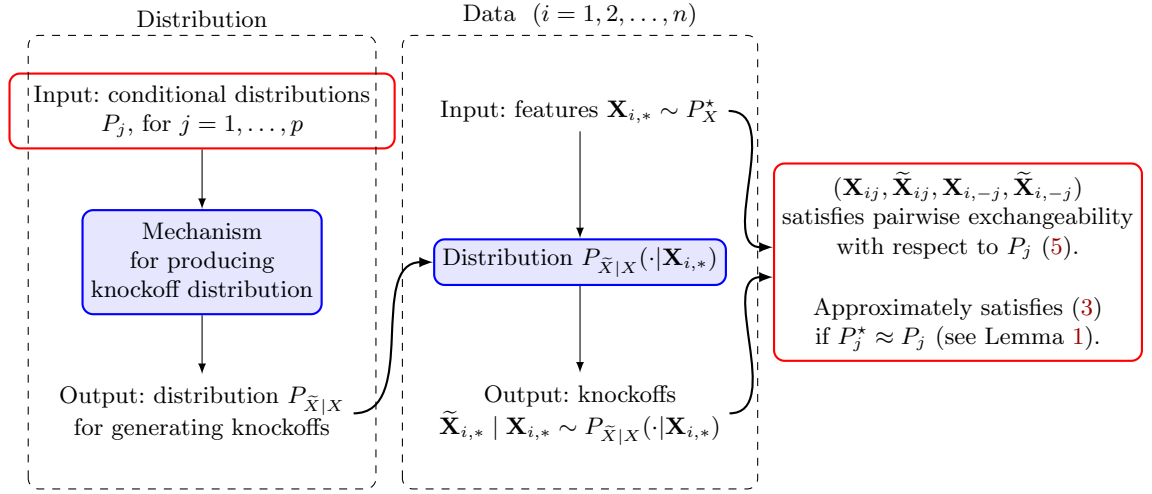 Distribution
Input: conditional distributions
P_j, for j = 1, . . . , p
Mechanism
for producing
knockoff distribution
Output: distribution P_{X̃|X}
for generating knockoffs
Data (i = 1, 2, . . . , n)
Input: features 𝐗_{i,∗} ∼ P_X^⋆
Distribution P_{X̃|X}(·|𝐗_{i,∗})
Output: knockoffs
𝐗̃_{i,∗} | 𝐗_{i,∗} ∼ P_{X̃|X}(·|𝐗_{i,∗})
(𝐗_{ij}, 𝐗̃_{ij}, 𝐗_{i,−j}, 𝐗̃_{i,−j})
satisfies pairwise exchangeability
with respect to P_j (5).
Approximately satisfies (3)
if P_j^⋆ ≈ P_j (see Lemma 1).